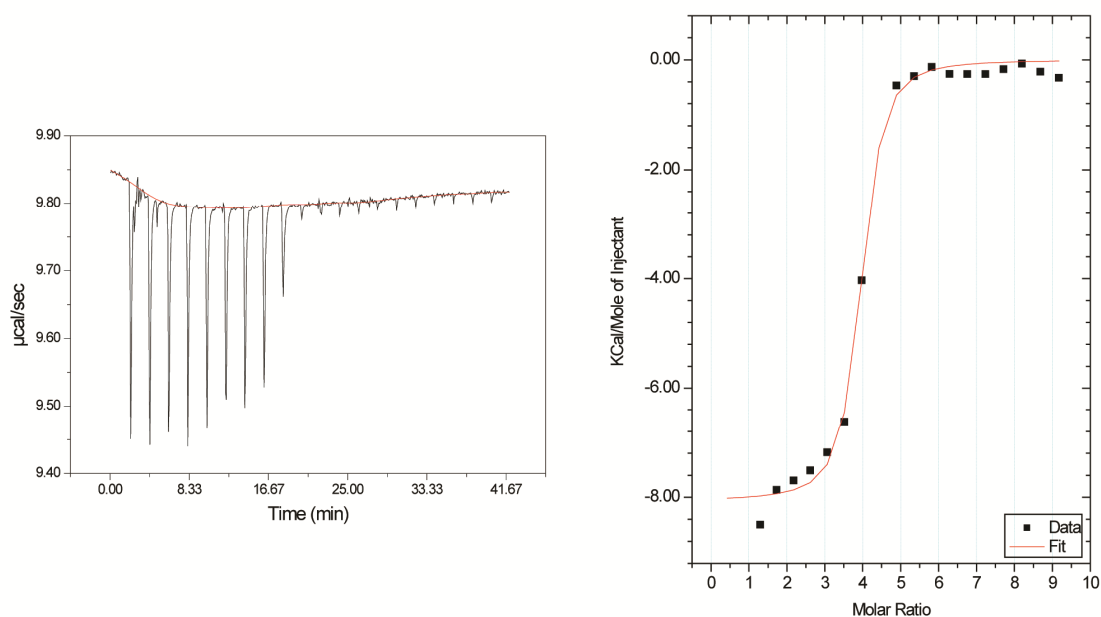 9.90
9.80
9.70
9.60
9.50
9.40
µcal/sec
0.00 8.33 16.67 25.00 33.33 41.67
Time (min)
0.00
-2.00
-4.00
-6.00
-8.00
KCal/Mole of Injectant
Data
Fit
0 1 2 3 4 5 6 7 8 9 10
Molar Ratio